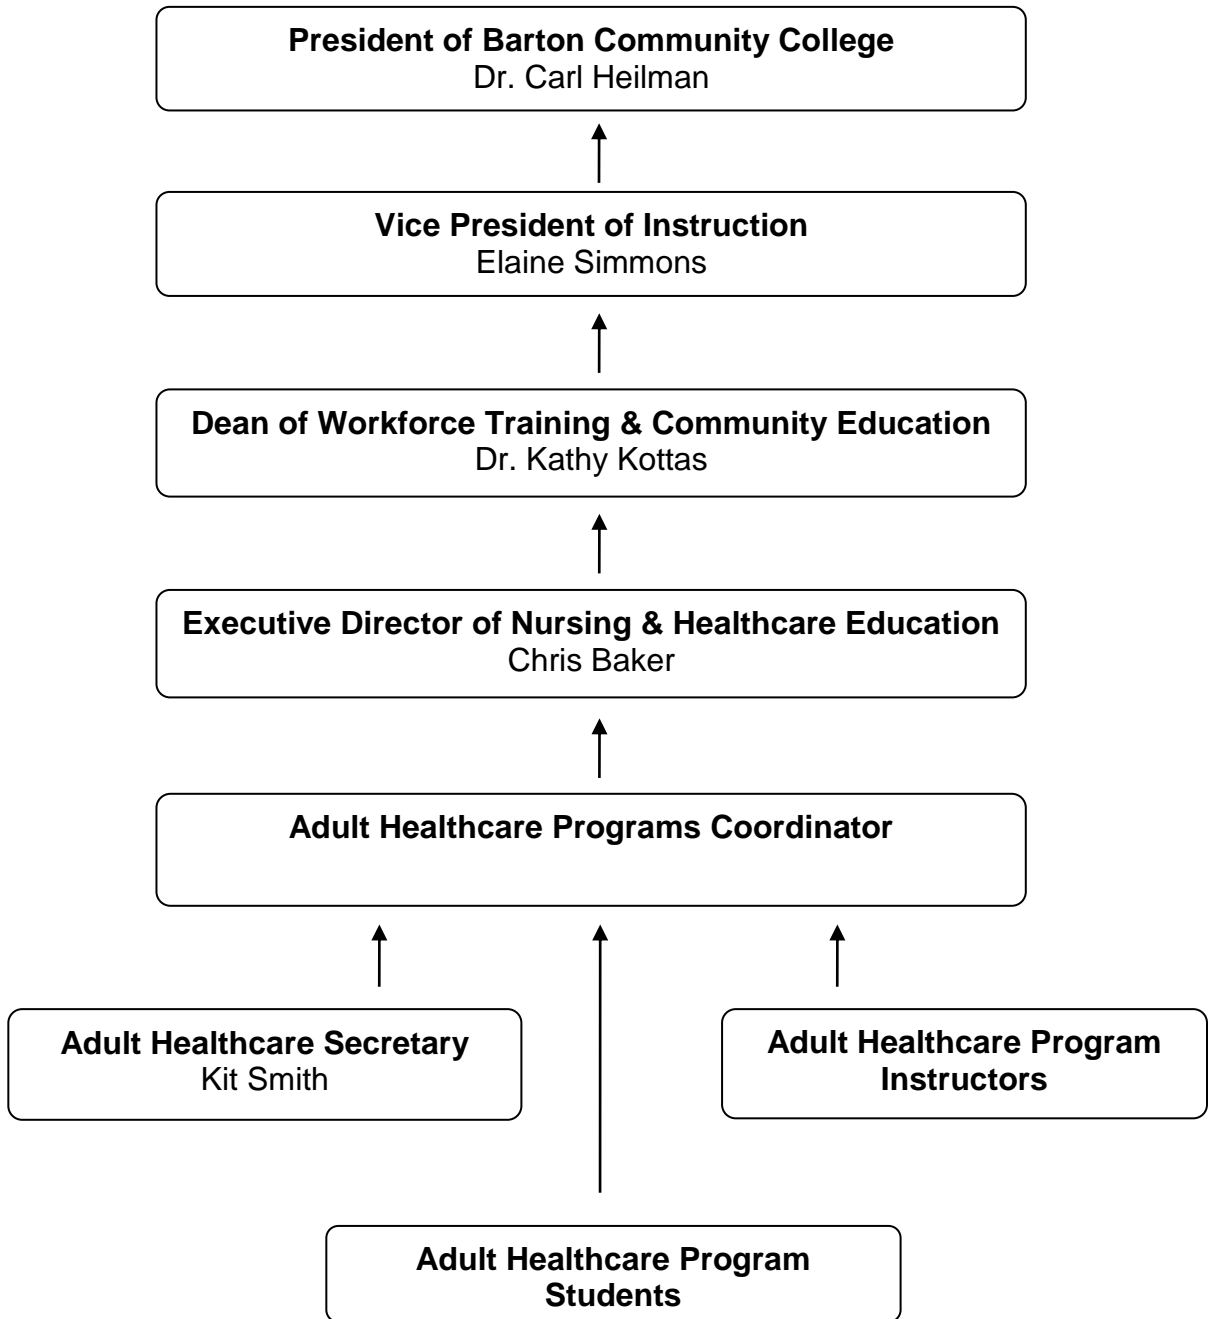 President of Barton Community College
Dr. Carl Heilman
Vice President of Instruction
Elaine Simmons
Dean of Workforce Training & Community Education
Dr. Kathy Kottas
Executive Director of Nursing & Healthcare Education
Chris Baker
Adult Healthcare Programs Coordinator
Adult Healthcare Secretary
Kit Smith
Adult Healthcare Program
Instructors
Adult Healthcare Program
Students